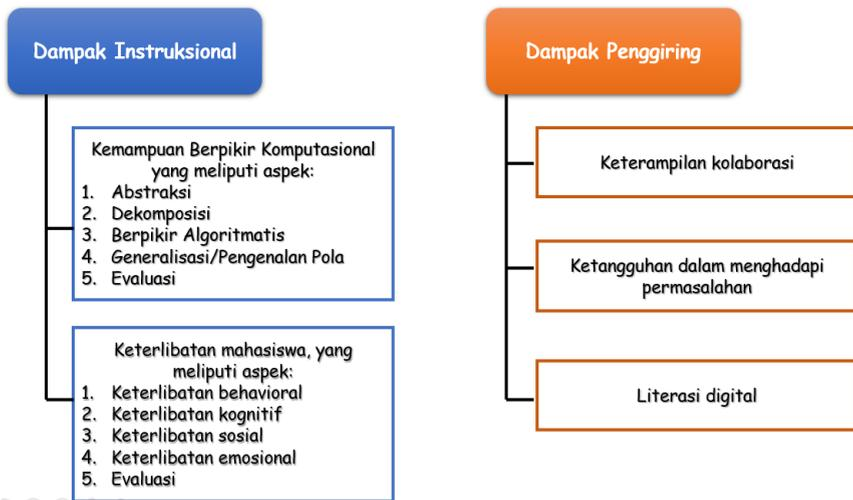 Dampak Instruksional
Kemampuan Berpikir Komputasional
yang meliputi aspek:
1. Abstraksi
2. Dekomposisi
3. Berpikir Algoritmatis
4. Generalisasi/Pengenalan Pola
5. Evaluasi
Keterlibatan mahasiswa, yang
meliputi aspek:
1. Keterlibatan behavioral
2. Keterlibatan kognitif
3. Keterlibatan sosial
4. Keterlibatan emosional
5. Evaluasi
Dampak Penggiring
Keterampilan kolaborasi
Ketangguhan dalam menghadapi
permasalahan
Literasi digital